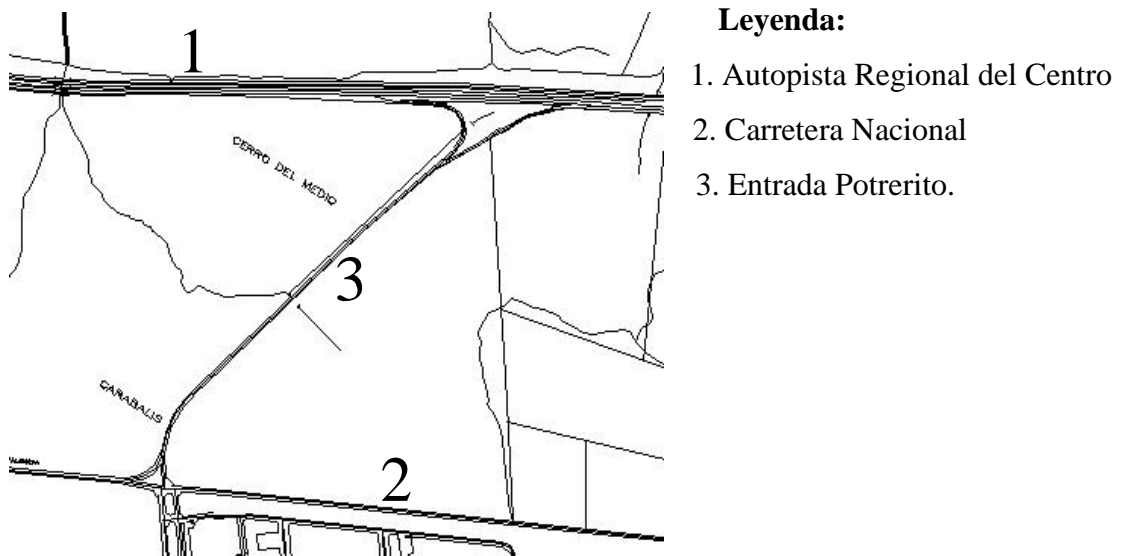 Leyenda:
1
1. Autopista Regional del Centro
2. Carretera Nacional
3. Entrada Potrerito.
CERRO DEL MEDIO
3
CARABALIS
2